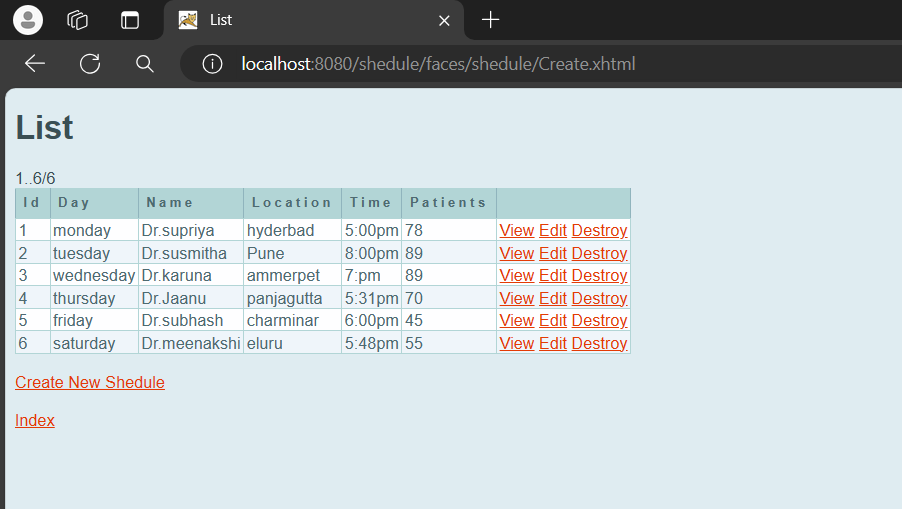 List
localhost:8080/shedule/faces/shedule/Create.xhtml
List
1..6/6
Id Day Name Location Time Patients
1 monday Dr.supriya hyderbad 5:00pm 78 View Edit Destroy
2 tuesday Dr.susmitha Pune 8:00pm 89 View Edit Destroy
3 wednesday Dr.karuna ammerpet 7:pm 89 View Edit Destroy
4 thursday Dr.Jaanu panjagutta 5:31pm 70 View Edit Destroy
5 friday Dr.subhash charminar 6:00pm 45 View Edit Destroy
6 saturday Dr.meenakshi eluru 5:48pm 55 View Edit Destroy
Create New Shedule
Index